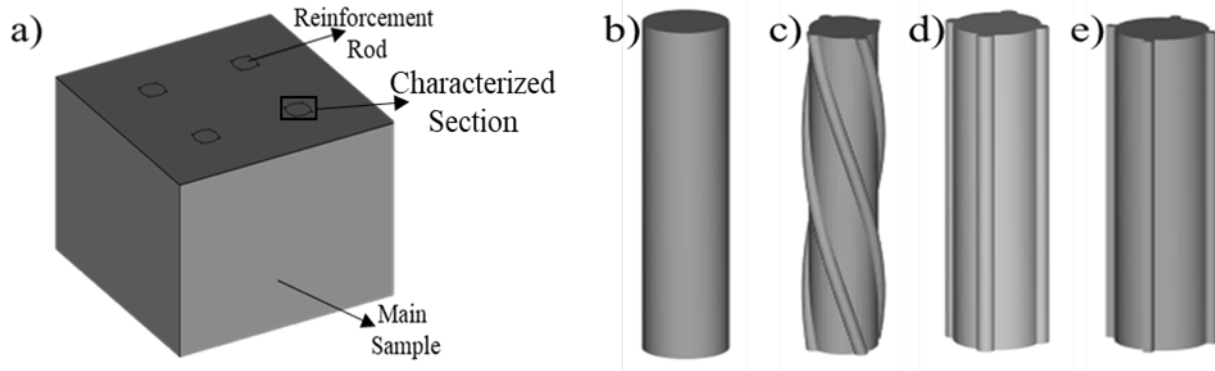 a)
Reinforcement
Rod
Characterized
Section
Main
Sample
b)
c)
d)
e)